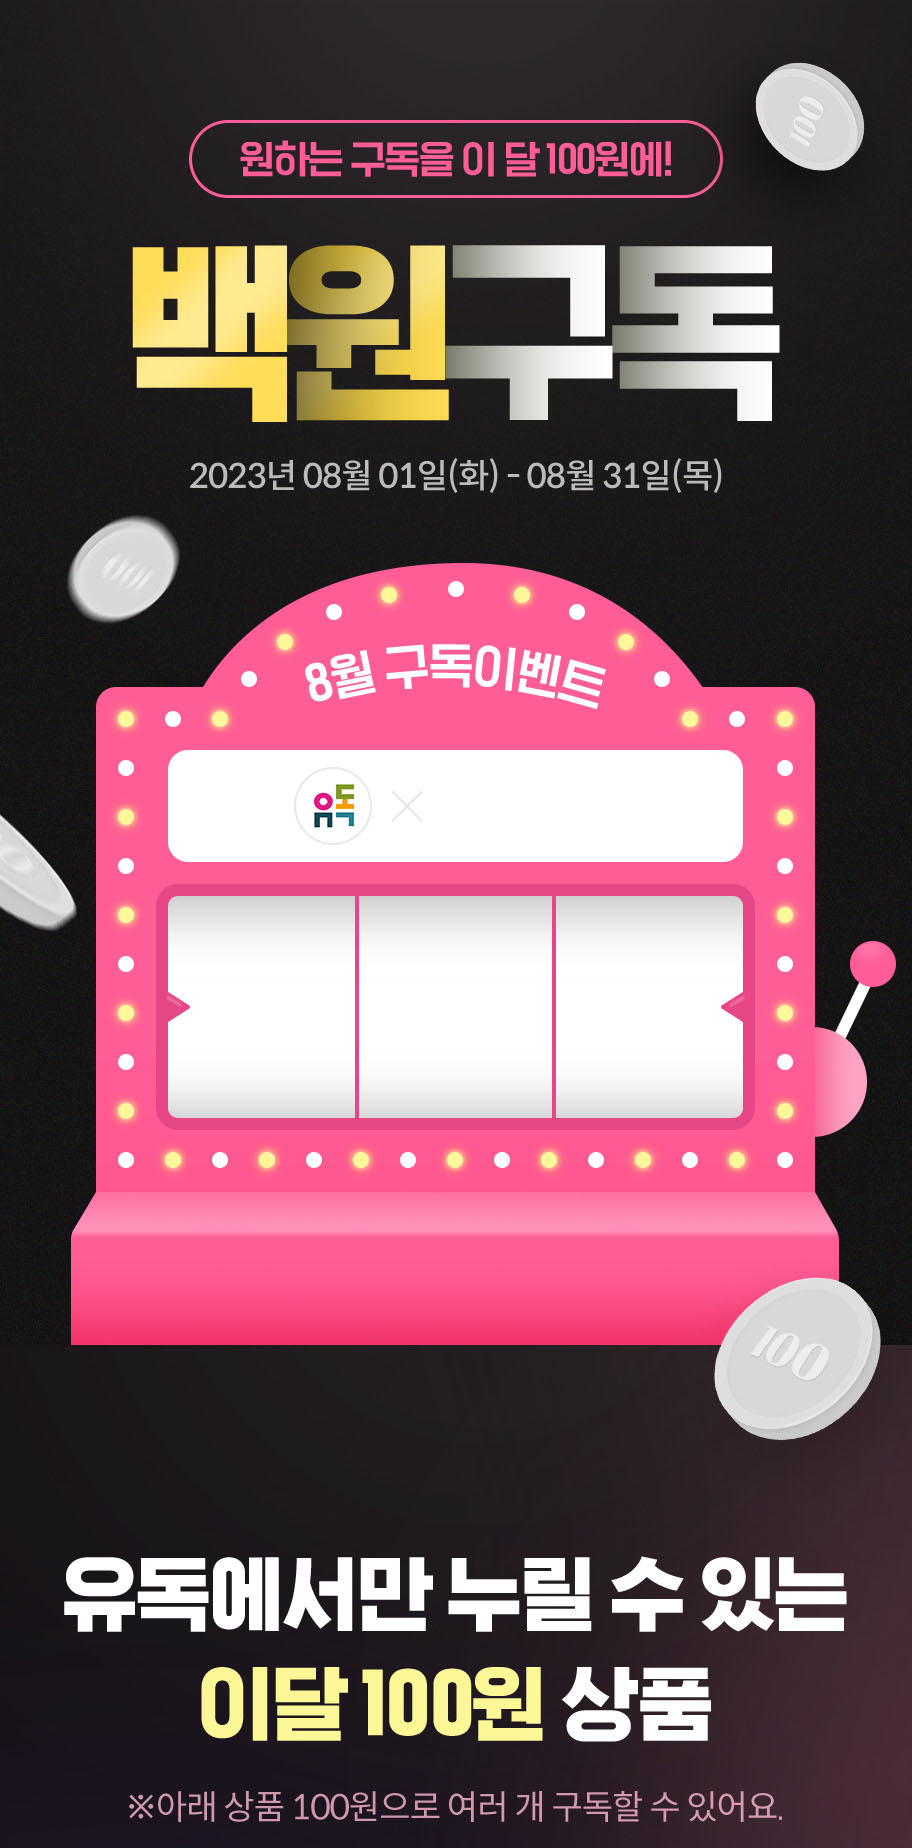 100
원하는 구독을 이 달 100원에!
백원구독
2023년 08월 01일(화) - 08월 31일(목)
100
8월 구독이벤트
유독
100
유독에서만 누릴 수 있는
이달 100원 상품
※아래 상품 100원으로 여러 개 구독할 수 있어요.